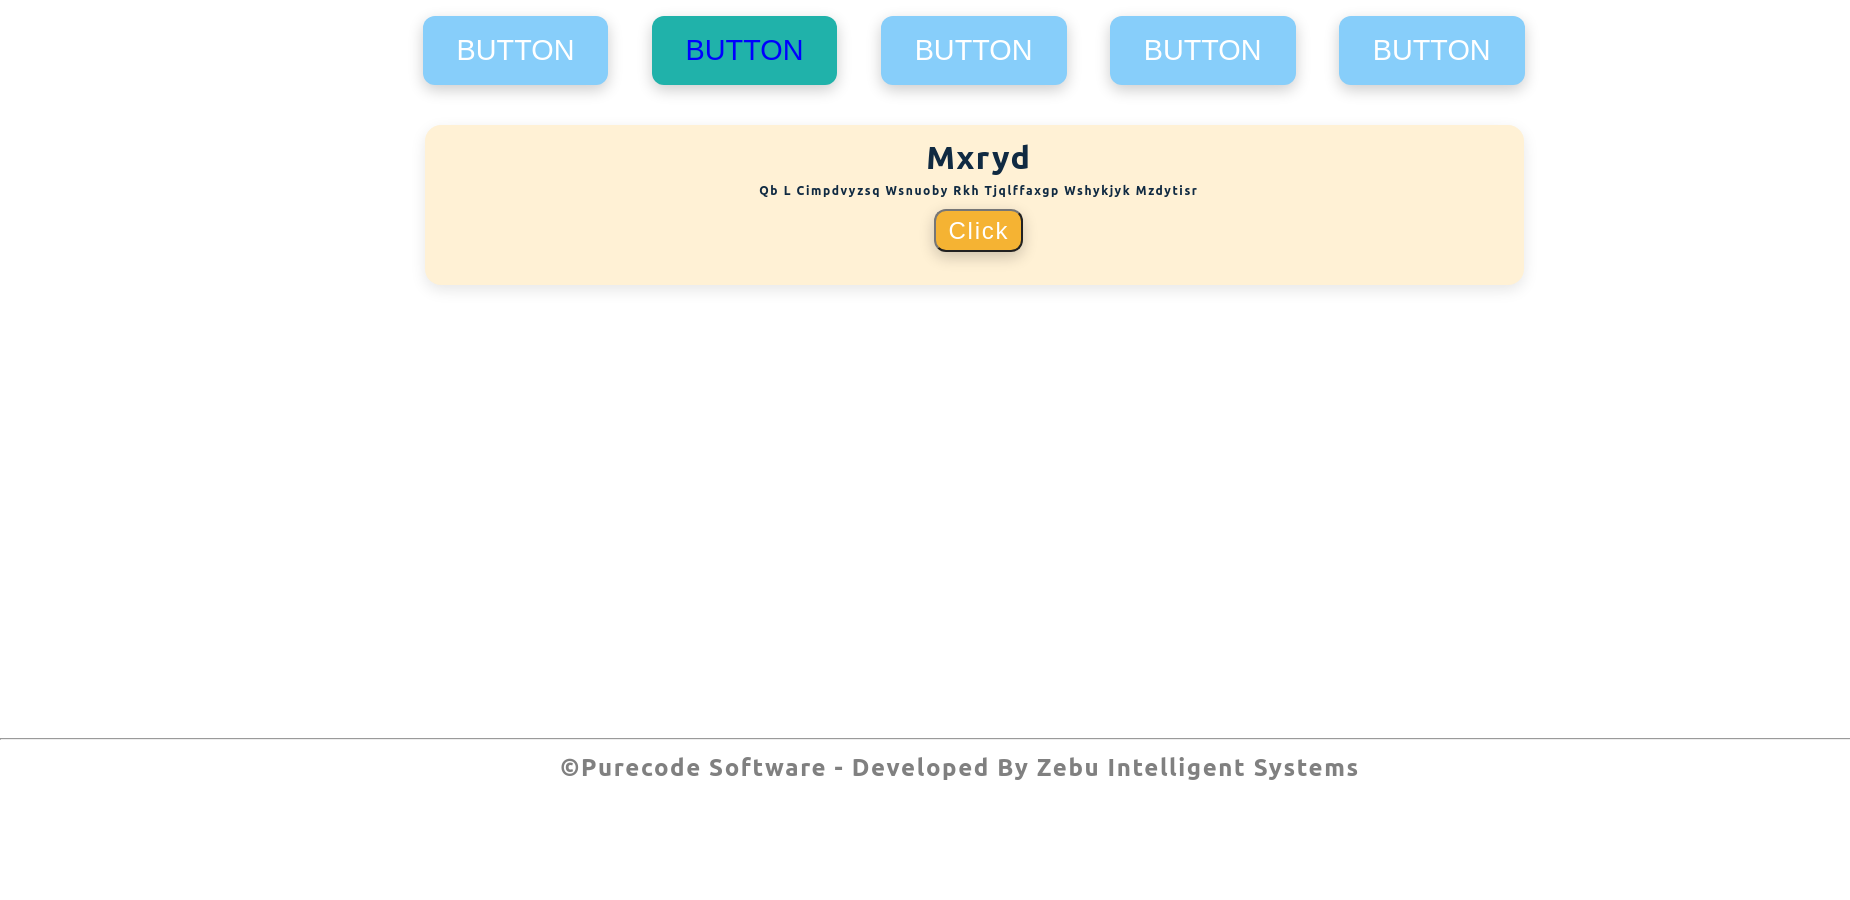 BUTTON BUTTON BUTTON BUTTON BUTTON
Mxryd
Qb L Cimpdvyzsq Wsnuoby Rkh Tjqlffaxgp Wshykjyk Mzdytisr
Click
©Purecode Software - Developed By Zebu Intelligent Systems